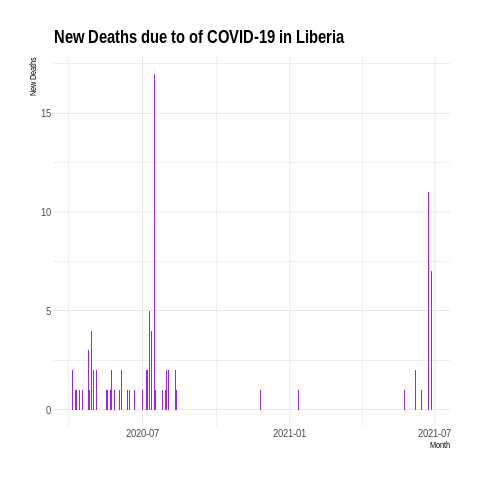 New Deaths due to of COVID-19 in Liberia
New Deaths
15
10
5
0
2020-07
2021-01
2021-07
Month